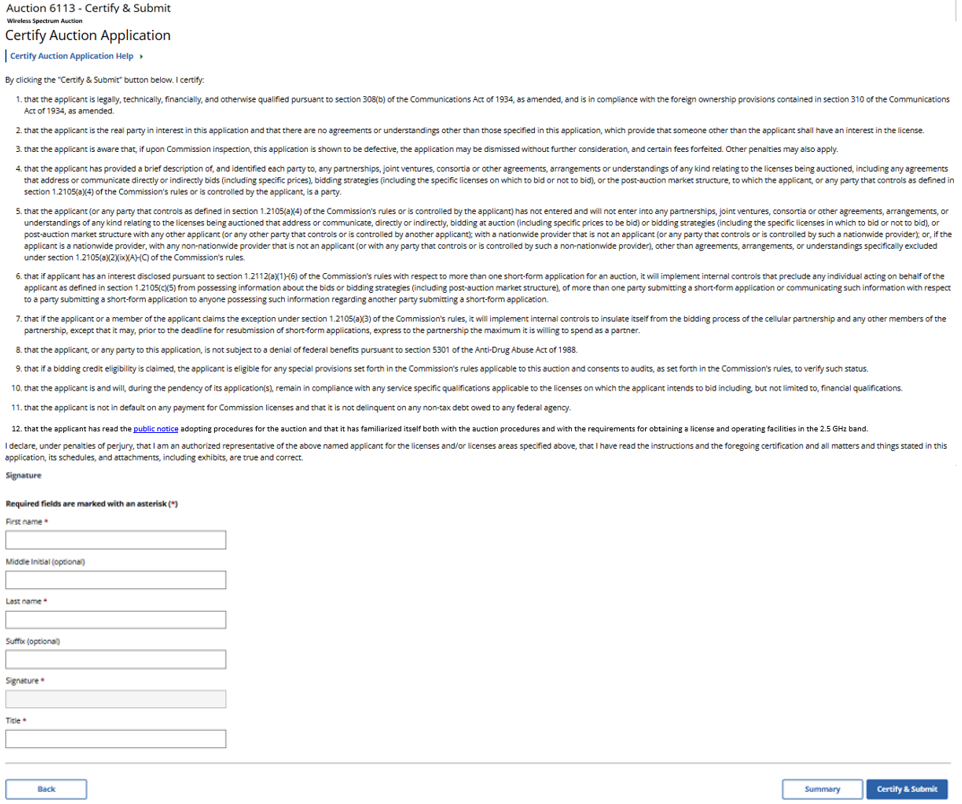 Auction 6113 - Certify & Submit
Wireless Spectrum Auction
Certify Auction Application
Certify Auction Application Help
By clicking the "Certify & Submit" button below. I certify:
1. that the applicant is legally, technically, financially, and otherwise qualified pursuant to section 308(b) of the Communications Act of 1934, as amended, and is in compliance with the foreign ownership provisions contained in section 310 of the Communications
Act of 1934, as amended.
2. that the applicant is the real party in interest in this application and that there are no agreements or understandings other than those specified in this application, which provide that someone other than the applicant shall have an interest in the license.
3. that the applicant is aware that, if upon Commission inspection, this application is shown to be defective, the application may be dismissed without further consideration, and certain fees forfeited. Other penalties may also apply.
4. that the applicant has provided a brief description of, and identified each party to, any partnerships, joint ventures, consortia or other agreements, arrangements or understandings of any kind relating to the licenses being auctioned, including any agreements
that address or communicate directly or indirectly bids (including specific prices), bidding strategies (including the specific licenses on which to bid or not to bid), or the post-auction market structure, to which the applicant, or any party that controls as defined in
section 1.2105(a)(4) of the Commission's rules or is controlled by the applicant, is a party.
5. that the applicant (or any party that controls as defined in section 1.2105(a)(4) of the Commission's rules or is controlled by the applicant) has not entered and will not enter into any partnerships, joint ventures, consortia or other agreements, arrangements, or
understandings of any kind relating to the licenses being auctioned that address or communicate, directly or indirectly, bidding at auction (including specific prices to be bid) or bidding strategies (including the specific licenses on which to bid or not to bid), or
post-auction market structure with any other applicant (or any other party that controls or is controlled by another applicant); with a nationwide provider that is not an applicant (or any party that controls or is controlled by such a nationwide provider); or, if the
applicant is a nationwide provider, with any non-nationwide provider that is not an applicant (or with any party that controls or is controlled by such a non-nationwide provider), other than agreements, arrangements, or understandings specifically excluded
under section 1.2105(a)(2)(ix)(A)-(C) of the Commission's rules.
6. that if applicant has an interest disclosed pursuant to section 1.2112(a)(1)-(6) of the Commission's rules with respect to more than one short-form application for an auction, it will implement internal controls that preclude any individual acting on behalf of the
applicant as defined in section 1.2105(c)(5) from possessing information about the bids or bidding strategies (including post-auction market structure), of more than one party submitting a short-form application or communicating such information with respect
to a party submitting a short-form application to anyone possessing such information regarding another party submitting a short-form application.
7. that if the applicant or a member of the applicant claims the exception under section 1.2105(a)(3) of the Commission's rules, it will implement internal controls to insulate itself from the bidding process of the cellular partnership and any other members of the
partnership, except that it may, prior to the deadline for resubmission of short-form applications, express to the partnership the maximum it is willing to spend as a partner.
8. that the applicant, or any party to this application, is not subject to a denial of federal benefits pursuant to section 5301 of the Anti-Drug Abuse Act of 1988.
9. that if a bidding credit eligibility is claimed, the applicant is eligible for any special provisions set forth in the Commission's rules applicable to this auction and consents to audits, as set forth in the Commission's rules, to verify such status.
10. that the applicant is and will, during the pendency of its application(s), remain in compliance with any service specific qualifications applicable to the licenses on which the applicant intends to bid including, but not limited to, financial qualifications.
11. that the applicant is not in default on any payment for Commission licenses and that it is not delinquent on any non-tax debt owed to any federal agency.
12. that the applicant has read the public notice adopting procedures for the auction and that it has familiarized itself both with the auction procedures and with the requirements for obtaining a license and operating facilities in the 2.5 GHz band.
I declare, under penalties of perjury, that I am an authorized representative of the above named applicant for the licenses and/or licenses areas specified above, that I have read the instructions and the foregoing certification and all matters and things stated in this
application, its schedules, and attachments, including exhibits, are true and correct.
Signature
Required fields are marked with an asterisk (*)
First name *
Middle Initial (optional)
Last name *
Suffix (optional)
Signature *
Title *
Back
Summary
Certify & Submit